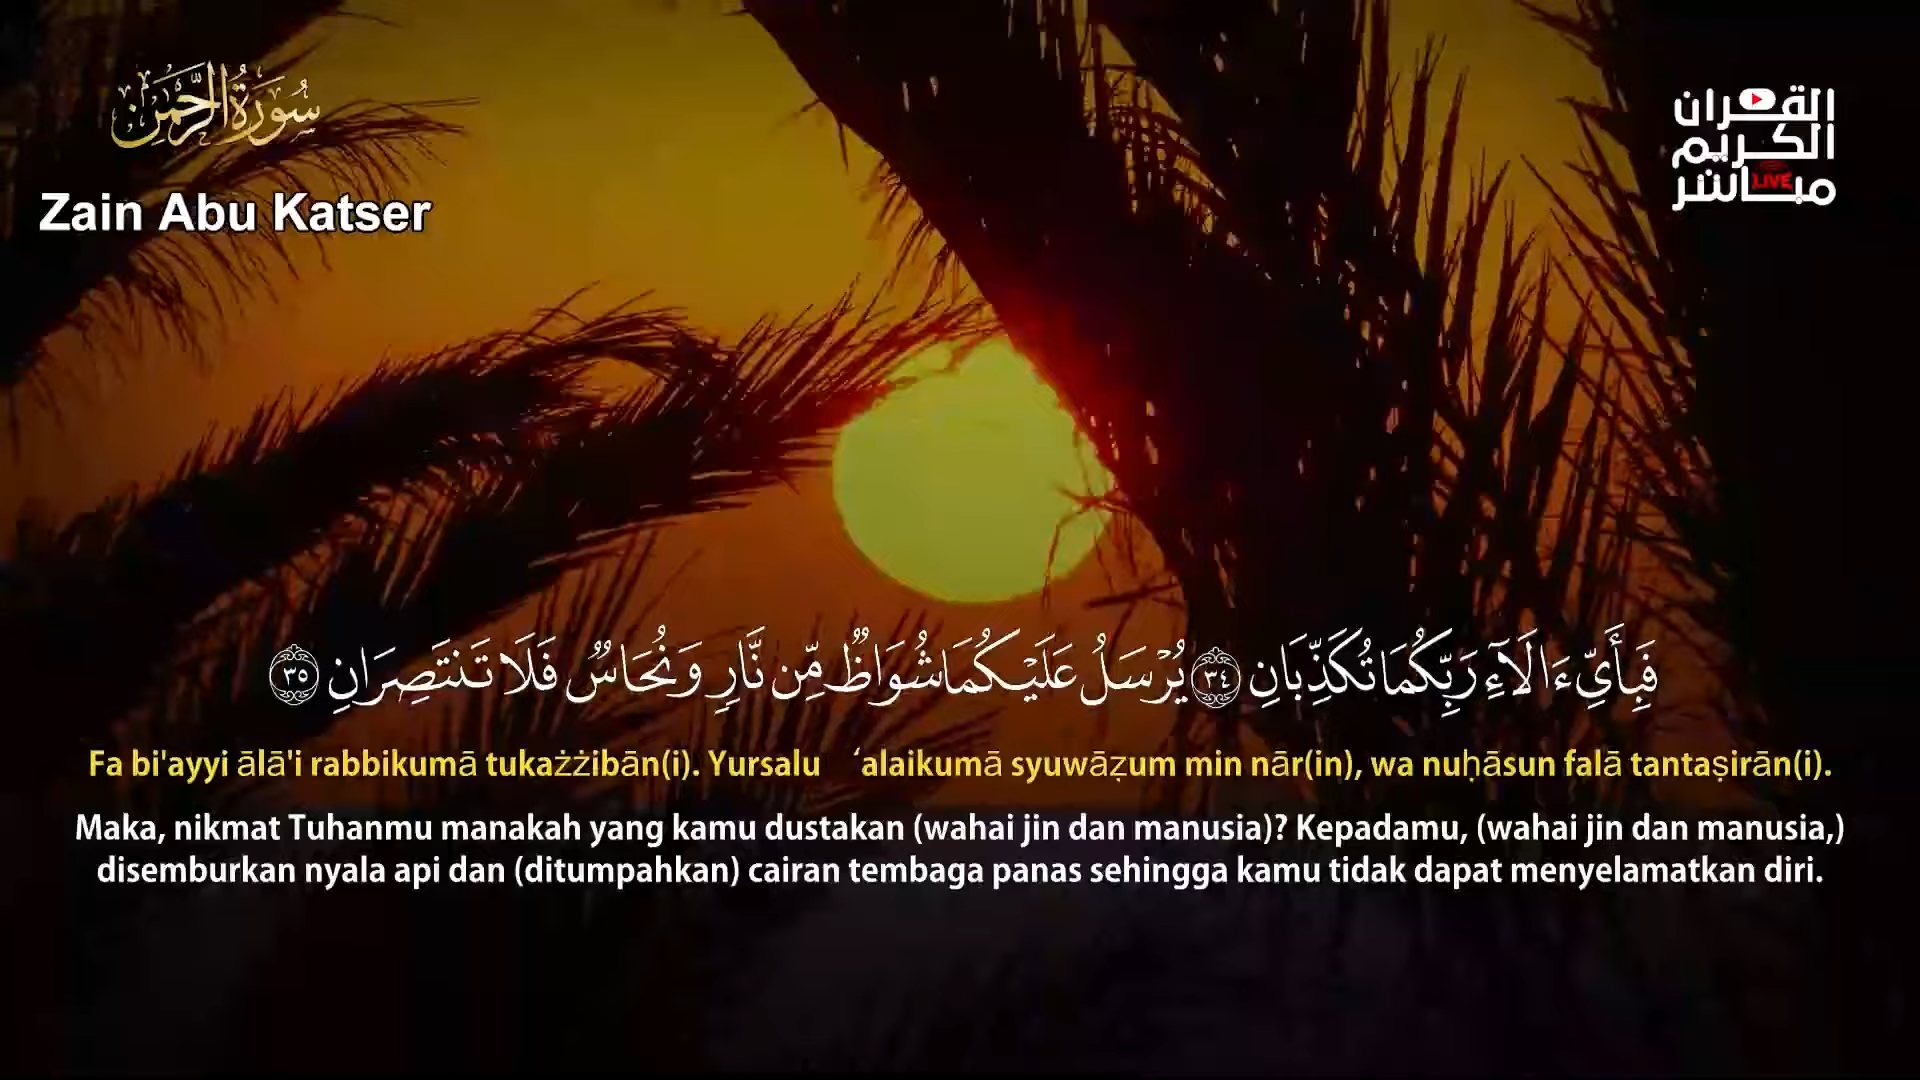 سُورَةُ الرَّحْمَٰن
Zain Abu Katser
القران
الكريم
مباشر
LIVE
فَبِأَيِّ ءَالَآءِ رَبِّكُمَا تُكَذِّبَانِ ٣٤ يُرْسَلُ عَلَيْكُمَا شُوَاظٌ مِّن نَّارٍ وَنُحَاسٌ فَلَا تَنتَصِرَانِ ٣٥
Fa bi'ayyi ālā'i rabbikumā tukażżibān(i). Yursalu ‘alaikumā syuwāẓum min nār(in), wa nuḥāsun falā tantaṣirān(i).
Maka, nikmat Tuhanmu manakah yang kamu dustakan (wahai jin dan manusia)? Kepadamu, (wahai jin dan manusia,)
disemburkan nyala api dan (ditumpahkan) cairan tembaga panas sehingga kamu tidak dapat menyelamatkan diri.